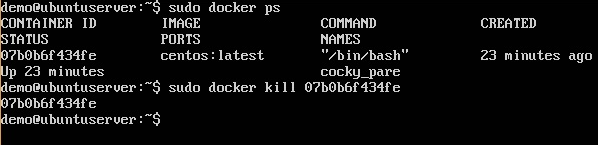 demo@ubuntuserver:~$ sudo docker ps
CONTAINER ID IMAGE COMMAND CREATED
STATUS PORTS NAMES
07b0b6f434fe centos:latest "/bin/bash" 23 minutes ago
Up 23 minutes cocky_pare
demo@ubuntuserver:~$ sudo docker kill 07b0b6f434fe
07b0b6f434fe
demo@ubuntuserver:~$